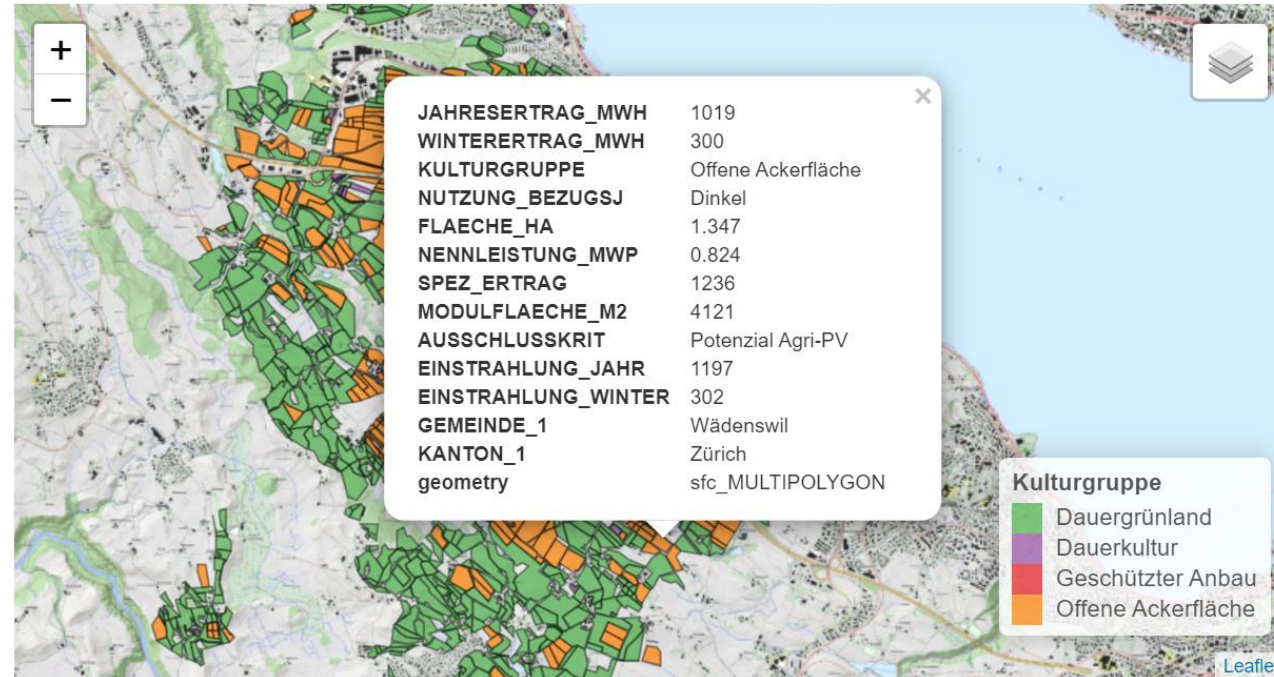 +
−
×
JAHRESERTRAG_MWH 1019
WINTERERTRAG_MWH 300
KULTURGRUPPE Offene Ackerfläche
NUTZUNG_BEZUGSJ Dinkel
FLAECHE_HA 1.347
NENNLEISTUNG_MWP 0.824
SPEZ_ERTRAG 1236
MODULFLAECHE_M2 4121
AUSSCHLUSSKRIT Potenzial Agri-PV
EINSTRAHLUNG_JAHR 1197
EINSTRAHLUNG_WINTER 302
GEMEINDE_1 Wädenswil
KANTON_1 Zürich
geometry sfc_MULTIPOLYGON
Kulturgruppe
Dauergrünland
Dauerkultur
Geschützter Anbau
Offene Ackerfläche
Leafle